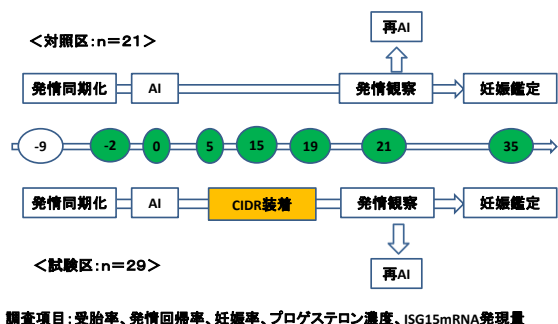 ＜対照区：n＝21＞
再AI
発情同期化 AI 発情観察 妊娠鑑定
-9 -2 0 5 15 19 21 35
発情同期化 AI CIDR装着 発情観察 妊娠鑑定
＜試験区：n＝29＞
再AI
調査項目：受胎率、発情回帰率、妊娠率、プロゲステロン濃度、ISG15mRNA発現量